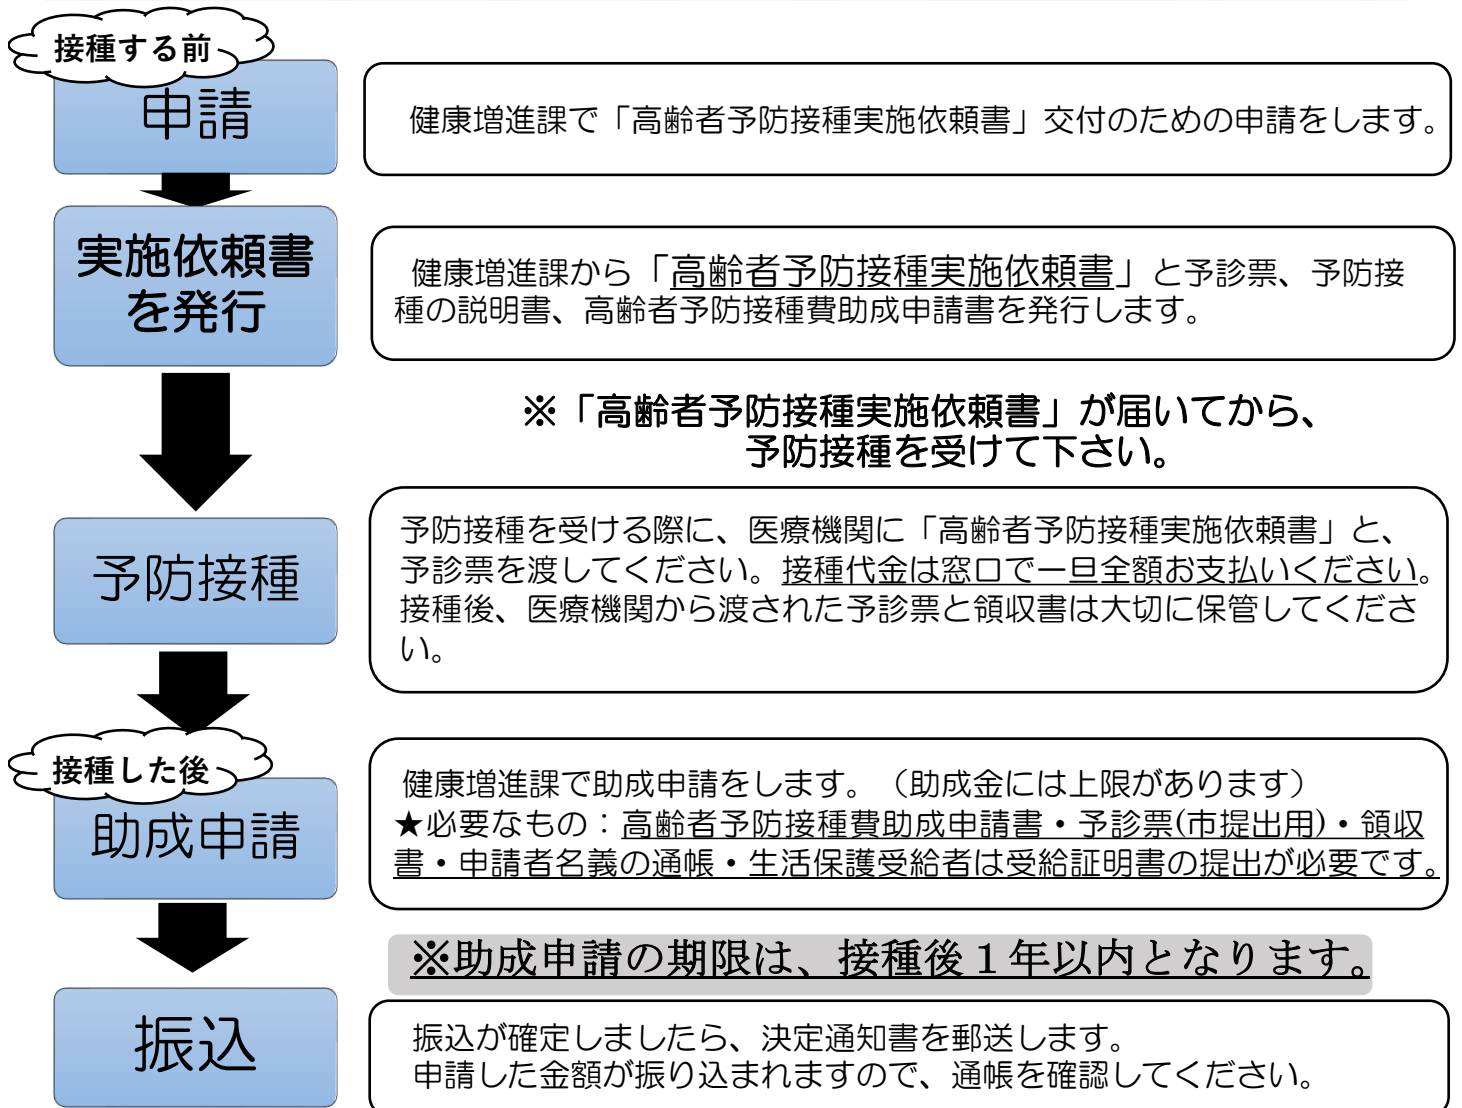 接種する前
申請
健康増進課で「高齢者予防接種実施依頼書」交付のための申請をします。
実施依頼書
を発行
健康増進課から「高齢者予防接種実施依頼書」と予診票、予防接
種の説明書、高齢者予防接種費助成申請書を発行します。
※「高齢者予防接種実施依頼書」が届いてから、
予防接種を受けて下さい。
予防接種
予防接種を受ける際に、医療機関に「高齢者予防接種実施依頼書」と、
予診票を渡してください。接種代金は窓口で一旦全額お支払いください。
接種後、医療機関から渡された予診票と領収書は大切に保管してくださ
い。
接種した後
助成申請
健康増進課で助成申請をします。（助成金には上限があります）
★必要なもの：高齢者予防接種費助成申請書・予診票(市提出用)・領収
書・申請者名義の通帳・生活保護受給者は受給証明書の提出が必要です。
※助成申請の期限は、接種後１年以内となります。
振込
振込が確定しましたら、決定通知書を郵送します。
申請した金額が振り込まれますので、通帳を確認してください。